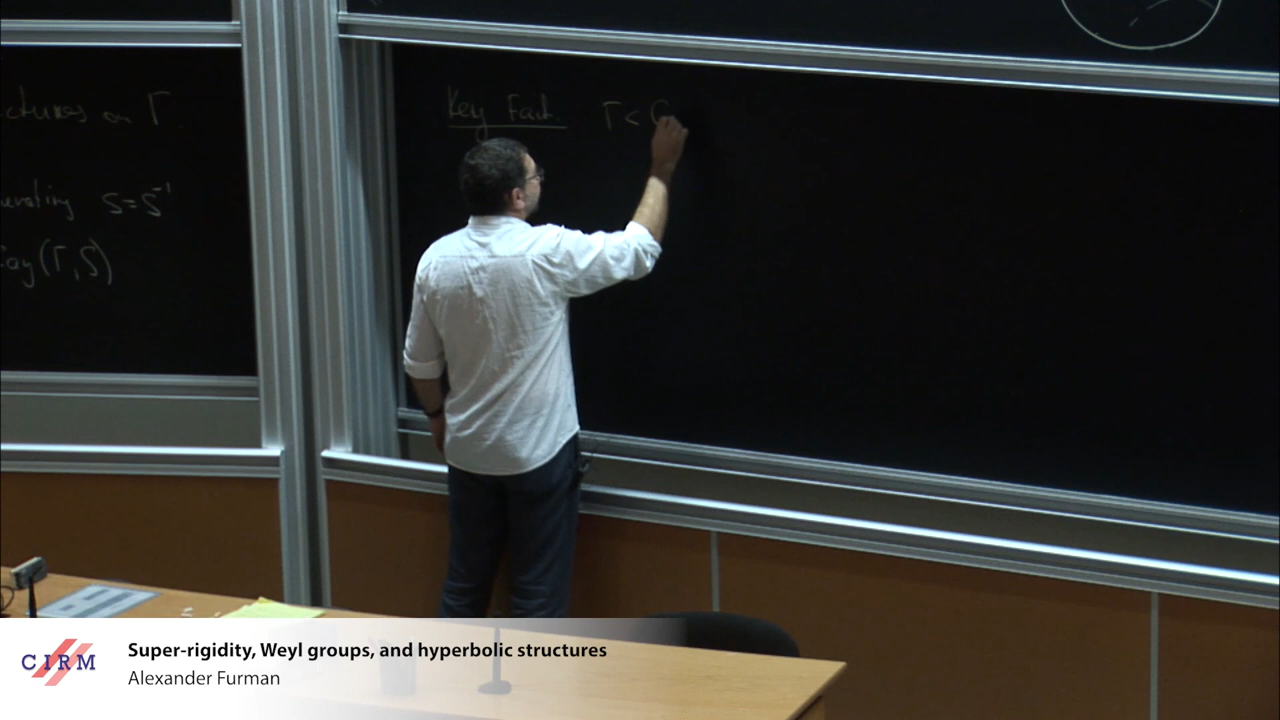 ctures on Γ.
erating S=S⁻¹
Cay(Γ,S)
Key Fact. Γ < G
CIRM
Super-rigidity, Weyl groups, and hyperbolic structures
Alexander Furman